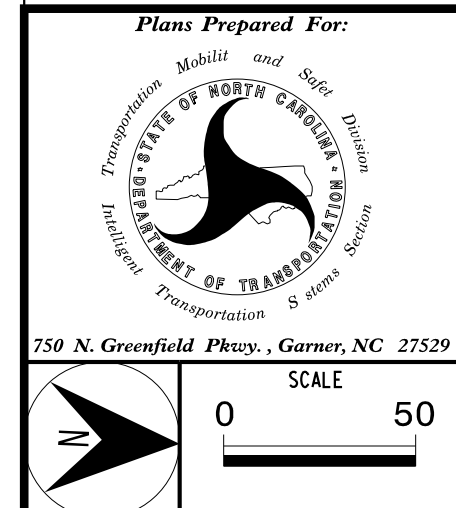 Plans Prepared For:
Transportation Mobilit and Safet Division
STATE OF NORTH CAROLINA
DEPARTMENT OF TRANSPORTATION
Intelligent Transportation S stems Section
750 N. Greenfield Pkwy. , Garner, NC 27529
N
SCALE
0 50